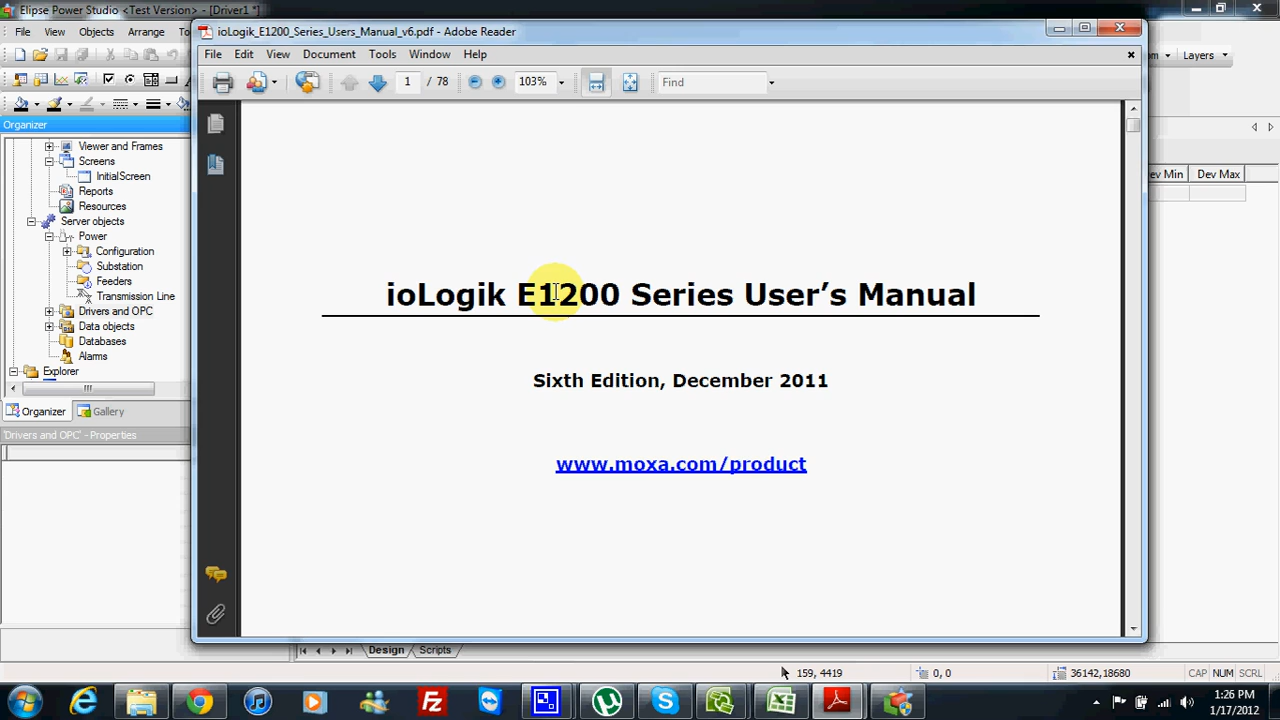 Elipse Power Studio <Test Version> - [Driver1 *]
File View Objects Arrange
Layers
Organizer
Viewer and Frames
Screens
InitialScreen
Reports
Resources
Server objects
Power
Configuration
Substation
Feeders
Transmission Line
Drivers and OPC
Data objects
Databases
Alarms
Explorer
Organizer Gallery
'Drivers and OPC' - Properties
ioLogik_E1200_Series_Users_Manual_v6.pdf - Adobe Reader
File Edit View Document Tools Window Help
1 / 78 103% Find
ioLogik E1200 Series User's Manual
Sixth Edition, December 2011
www.moxa.com/product
Dev Max
Design Scripts
159, 4419 0, 0 36142,18680 CAP NUM SCRL
1:26 PM
1/17/2012